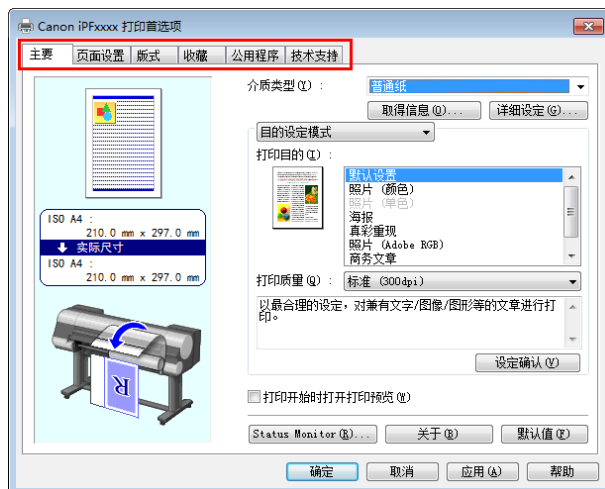 Canon iPFxxxx 打印首选项
主要 页面设置 版式 收藏 公用程序 技术支持
介质类型(Y) : 普通纸
取得信息(O)... 详细设定(G)...
目的设定模式
打印目的(I) :
默认设置
照片 (颜色)
照片 (单色)
海报
真彩重现
照片 (Adobe RGB)
商务文章
ISO A4 :
210.0 mm x 297.0 mm
实际尺寸
ISO A4 :
210.0 mm x 297.0 mm
打印质量(Q) : 标准 (300dpi)
以最合理的设定，对兼有文字/图像/图形等的文章进行打
印。
设定确认(V)
R
打印开始时打开打印预览(W)
Status Monitor(B)... 关于(B) 默认值(F)
确定 取消 应用(A) 帮助